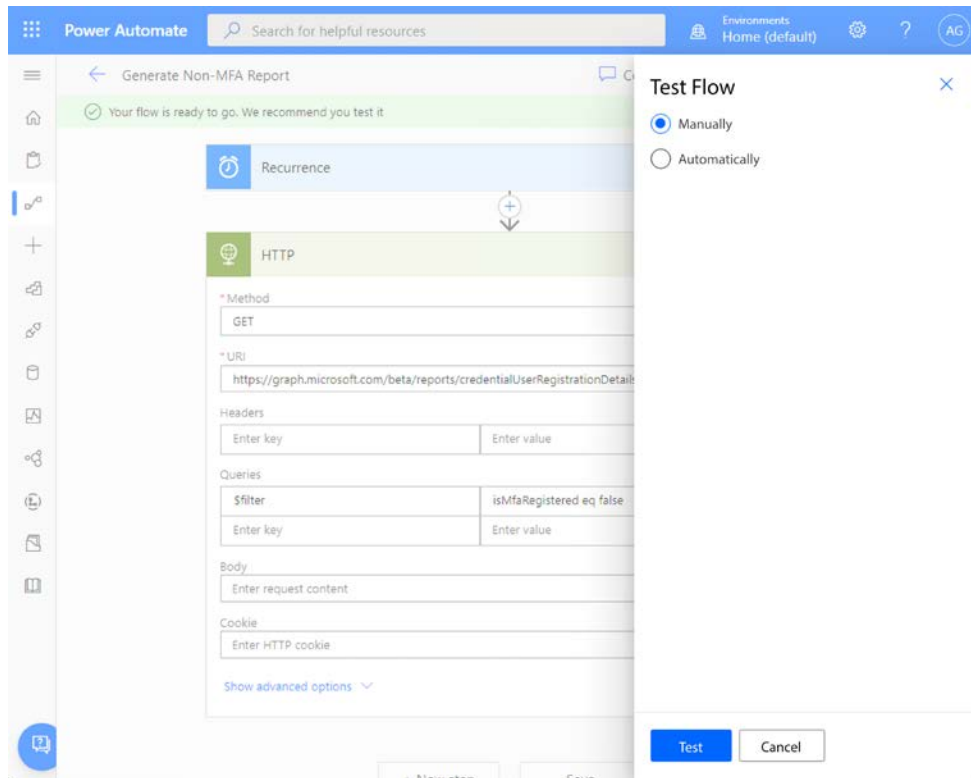 Power Automate
Search for helpful resources
Environments
Home (default)
?
AG
Generate Non-MFA Report
Your flow is ready to go. We recommend you test it
Recurrence
HTTP
* Method
GET
* URI
https://graph.microsoft.com/beta/reports/credentialUserRegistrationDetails
Headers
Enter key Enter value
Queries
$filter isMfaRegistered eq false
Enter key Enter value
Body
Enter request content
Cookie
Enter HTTP cookie
Show advanced options
Test Flow
Manually
Automatically
Test Cancel